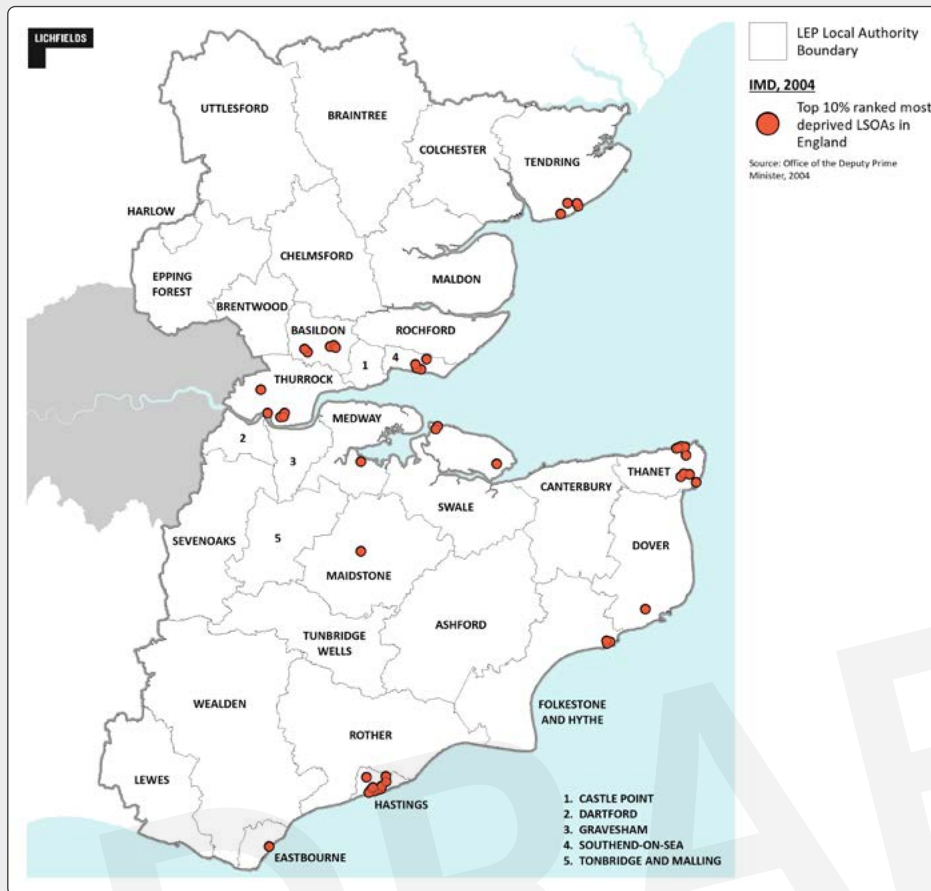 LICHFIELDS
LEP Local Authority
Boundary
IMD, 2004
Top 10% ranked most
deprived LSOAs in
England
Source: Office of the Deputy Prime
Minister, 2004
UTTLESFORD
BRAINTREE
COLCHESTER
TENDRING
HARLOW
CHELMSFORD
EPPING
FOREST
MALDON
BRENTWOOD
BASILDON
ROCHFORD
1
4
THURROCK
MEDWAY
2
3
THANET
CANTERBURY
SWALE
SEVENOAKS
5
DOVER
MAIDSTONE
ASHFORD
TUNBRIDGE
WELLS
WEALDEN
FOLKESTONE
AND HYTHE
ROTHER
LEWES
HASTINGS
EASTBOURNE
1. CASTLE POINT
2. DARTFORD
3. GRAVESHAM
4. SOUTHEND-ON-SEA
5. TONBRIDGE AND MALLING